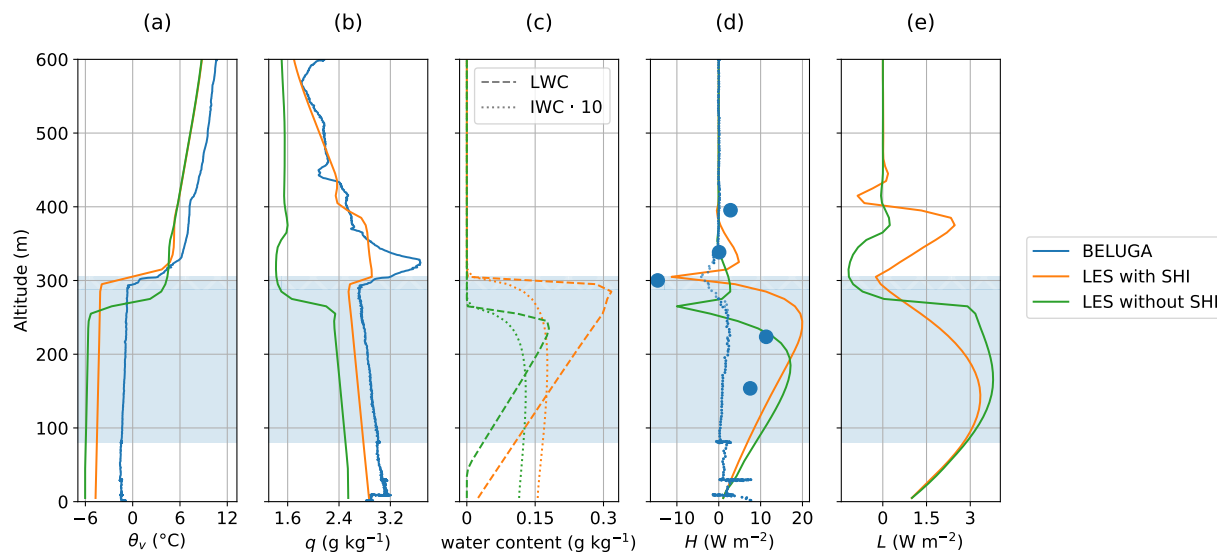 (a) (b) (c) (d) (e)
600
500
400
300
200
100
0
Altitude (m)
LWC
IWC · 10
BELUGA
LES with SHI
LES without SHI
−6 0 6 12
1.6 2.4 3.2
0 0.15 0.3
−10 0 10 20
0 1.5 3
θv (°C)
q (g kg⁻¹)
water content (g kg⁻¹)
H (W m⁻²)
L (W m⁻²)